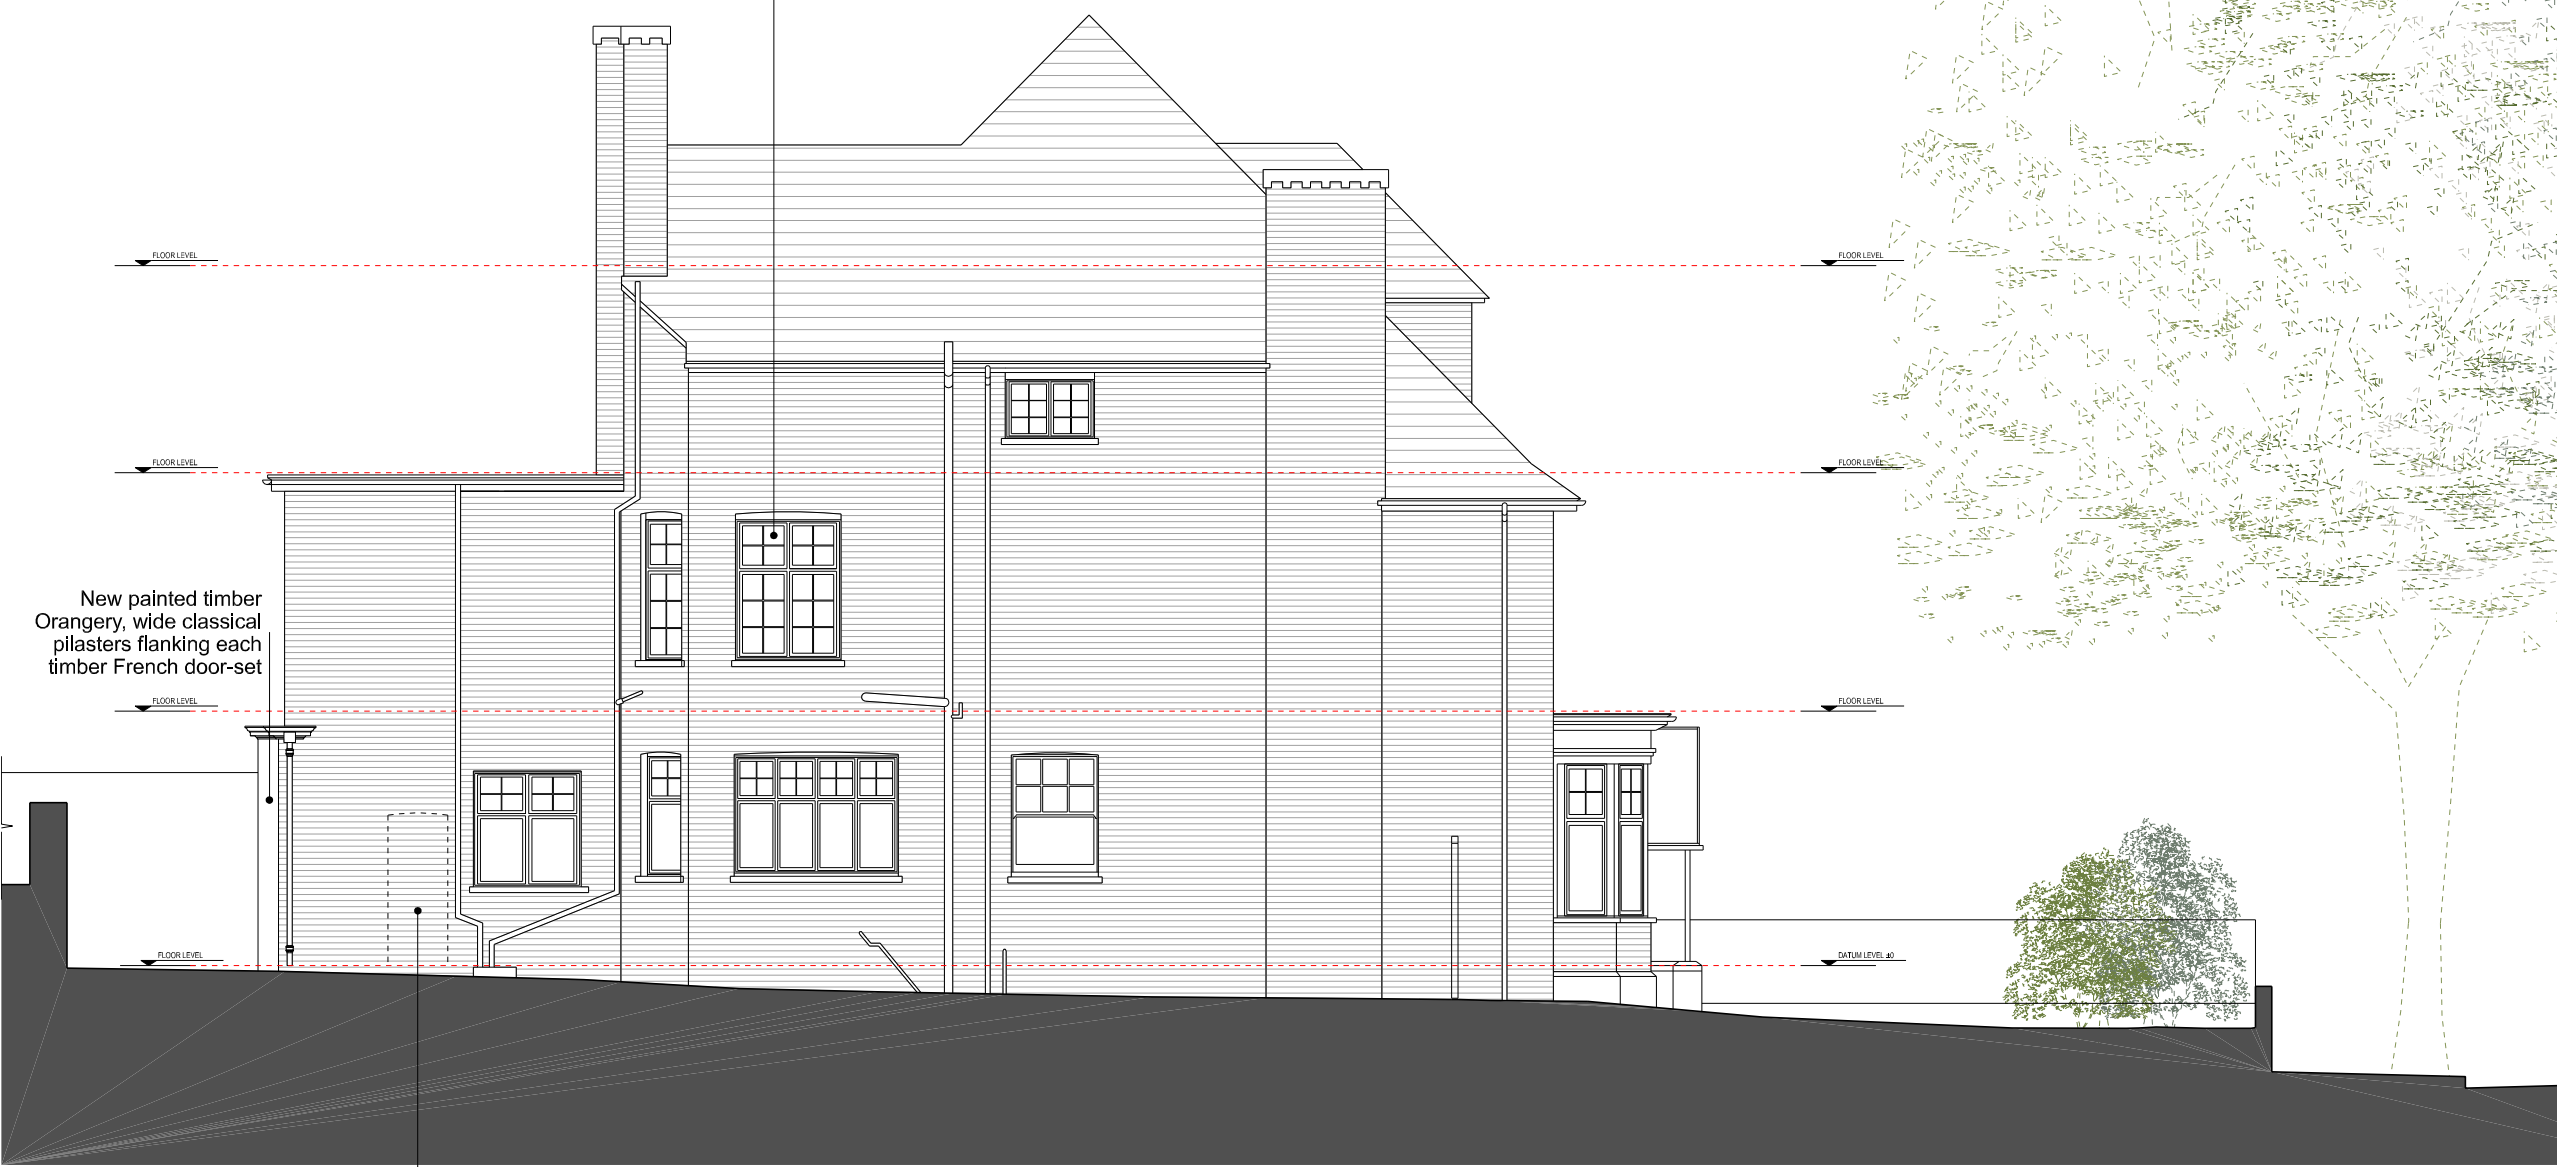 FLOOR LEVEL
FLOOR LEVEL
FLOOR LEVEL
FLOOR LEVEL
New painted timber
Orangery, wide classical
pilasters flanking each
timber French door-set
FLOOR LEVEL
FLOOR LEVEL
FLOOR LEVEL
DATUM LEVEL ±0